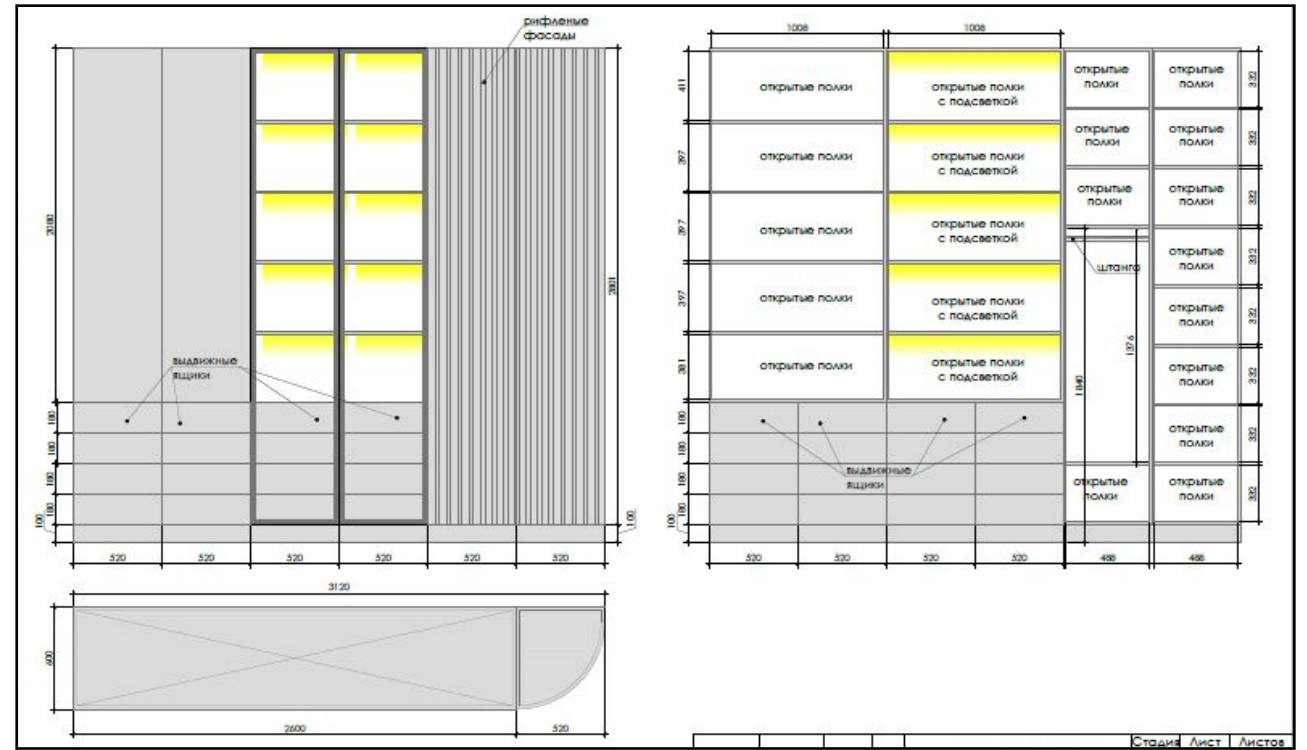 рифленые
фасады
2080
2801
выдвижные
ящики
180
180
180
180
100
100
520
520
520
520
520
520
3120
600
2600
520
1008
1008
411
397
397
397
381
открытые полки
открытые полки
открытые полки
открытые полки
открытые полки
открытые полки
с подсветкой
открытые полки
с подсветкой
открытые полки
с подсветкой
открытые полки
с подсветкой
открытые полки
с подсветкой
открытые
полки
открытые
полки
открытые
полки
штанга
1376
1840
открытые
полки
открытые
полки
открытые
полки
открытые
полки
открытые
полки
открытые
полки
открытые
полки
открытые
полки
открытые
полки
332
332
332
332
332
332
332
332
180
180
180
180
100
выдвижные
ящики
520
520
520
520
488
488
Стадия Лист Листов